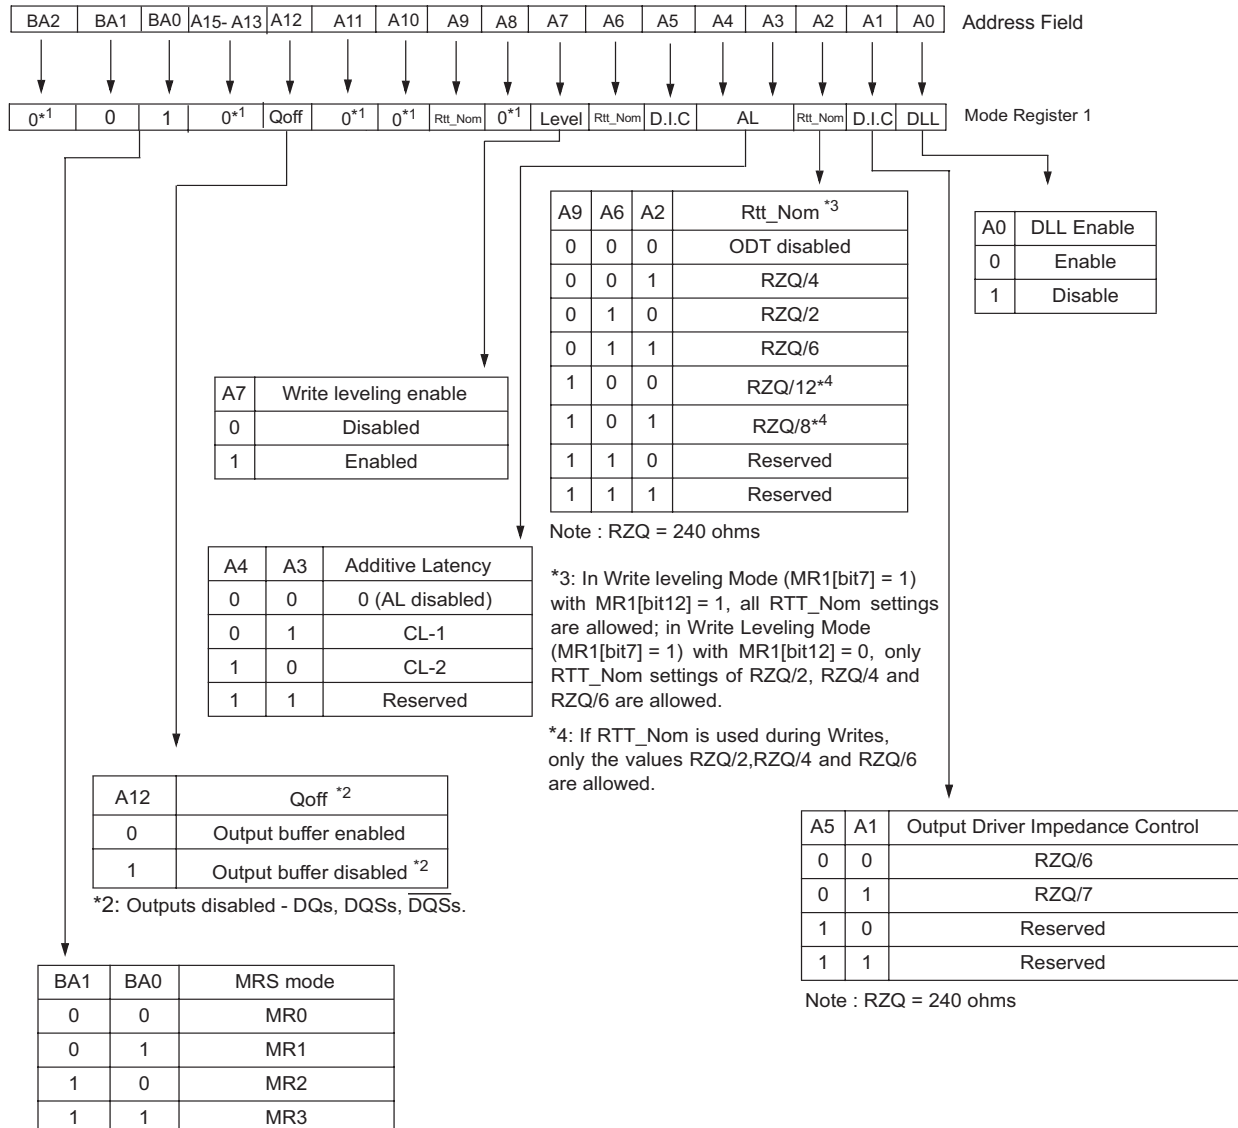 BA2 BA1 BA0 A15- A13 A12 A11 A10 A9 A8 A7 A6 A5 A4 A3 A2 A1 A0 Address Field
0*1 0 1 0*1 Qoff 0*1 0*1 Rtt_Nom 0*1 Level Rtt_Nom D.I.C AL Rtt_Nom D.I.C DLL Mode Register 1
A9 A6 A2 Rtt_Nom *3
0 0 0 ODT disabled
0 0 1 RZQ/4
0 1 0 RZQ/2
0 1 1 RZQ/6
1 0 0 RZQ/12*4
1 0 1 RZQ/8*4
1 1 0 Reserved
1 1 1 Reserved
Note : RZQ = 240 ohms
*3: In Write leveling Mode (MR1[bit7] = 1)
with MR1[bit12] = 1, all RTT_Nom settings
are allowed; in Write Leveling Mode
(MR1[bit7] = 1) with MR1[bit12] = 0, only
RTT_Nom settings of RZQ/2, RZQ/4 and
RZQ/6 are allowed.
*4: If RTT_Nom is used during Writes,
only the values RZQ/2,RZQ/4 and RZQ/6
are allowed.
A0 DLL Enable
0 Enable
1 Disable
A7 Write leveling enable
0 Disabled
1 Enabled
A4 A3 Additive Latency
0 0 0 (AL disabled)
0 1 CL-1
1 0 CL-2
1 1 Reserved
A12 Qoff *2
0 Output buffer enabled
1 Output buffer disabled *2
*2: Outputs disabled - DQs, DQSs, D̅Q̅S̅s.
A5 A1 Output Driver Impedance Control
0 0 RZQ/6
0 1 RZQ/7
1 0 Reserved
1 1 Reserved
Note : RZQ = 240 ohms
BA1 BA0 MRS mode
0 0 MR0
0 1 MR1
1 0 MR2
1 1 MR3